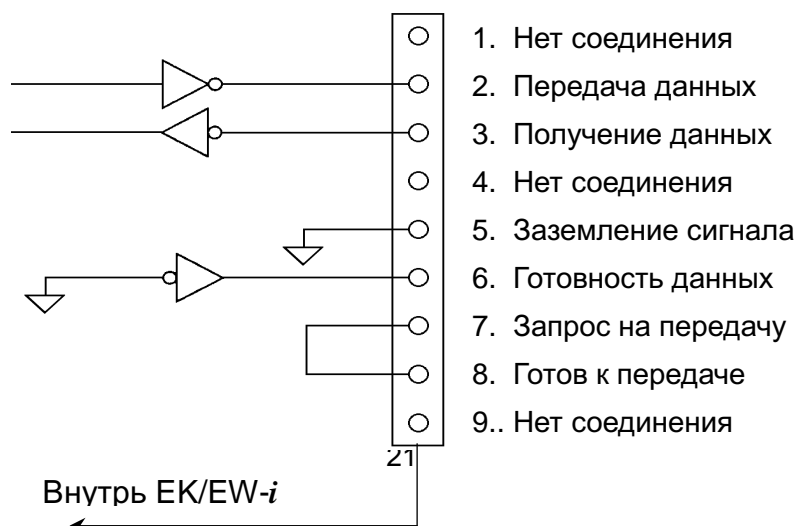 1. Нет соединения
2. Передача данных
3. Получение данных
4. Нет соединения
5. Заземление сигнала
6. Готовность данных
7. Запрос на передачу
8. Готов к передаче
9.. Нет соединения
21
Внутрь EK/EW-i